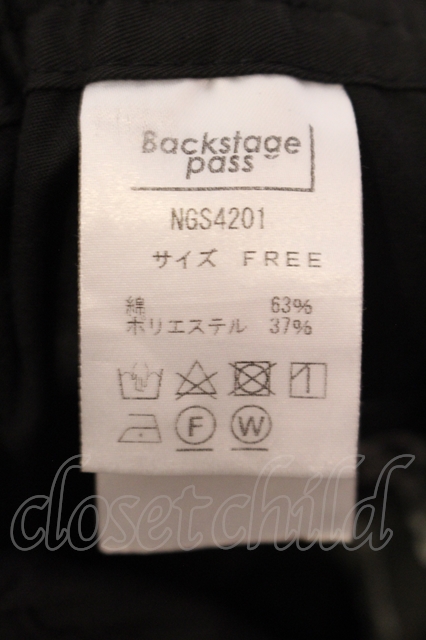 Backstage
pass
NGS4201
サイズ FREE
綿 63%
ポリエステル 37%
F W
closetchild